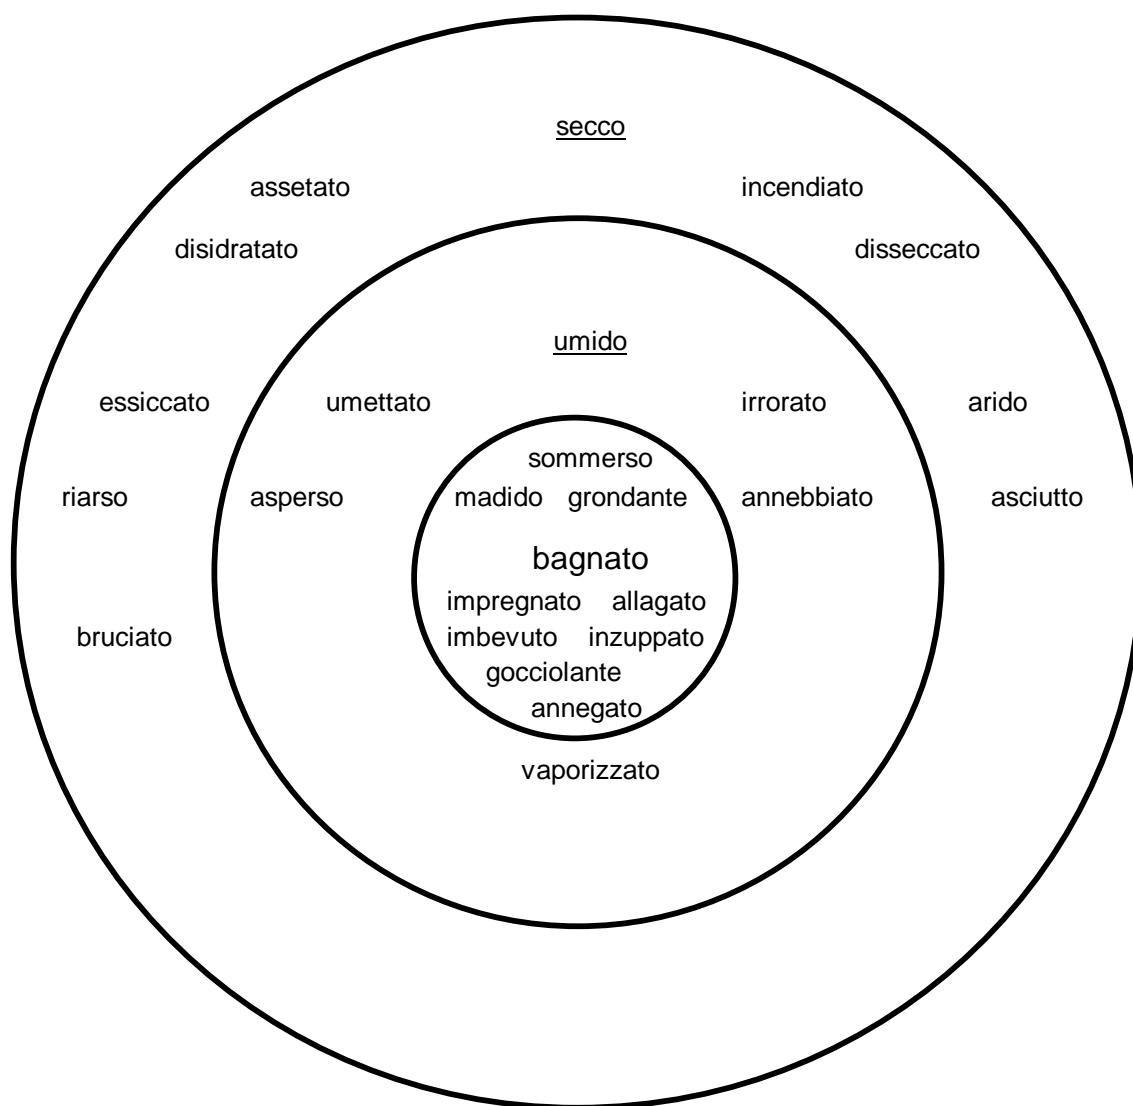 secco
assetato incendiato
disidratato disseccato
umido
essiccato umettato irrorato arido
sommerso
riarso asperso madido grondante annebbiato asciutto
bagnato
impregnato allagato
bruciato imbevuto inzuppato
gocciolante
annegato
vaporizzato